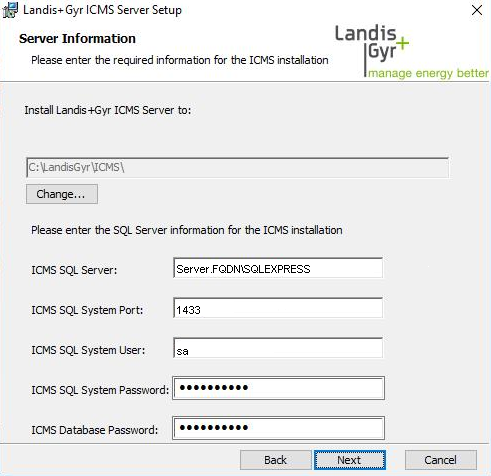 Landis+Gyr ICMS Server Setup
Server Information
Please enter the required information for the ICMS installation
Landis+
Gyr
manage energy better
Install Landis+Gyr ICMS Server to:
C:\LandisGyr\ICMS\
Change...
Please enter the SQL Server information for the ICMS installation
ICMS SQL Server: Server.FQDN\SQLEXPRESS
ICMS SQL System Port: 1433
ICMS SQL System User: sa
ICMS SQL System Password: ●●●●●●●●●●
ICMS Database Password: ●●●●●●●●●●
Back Next Cancel